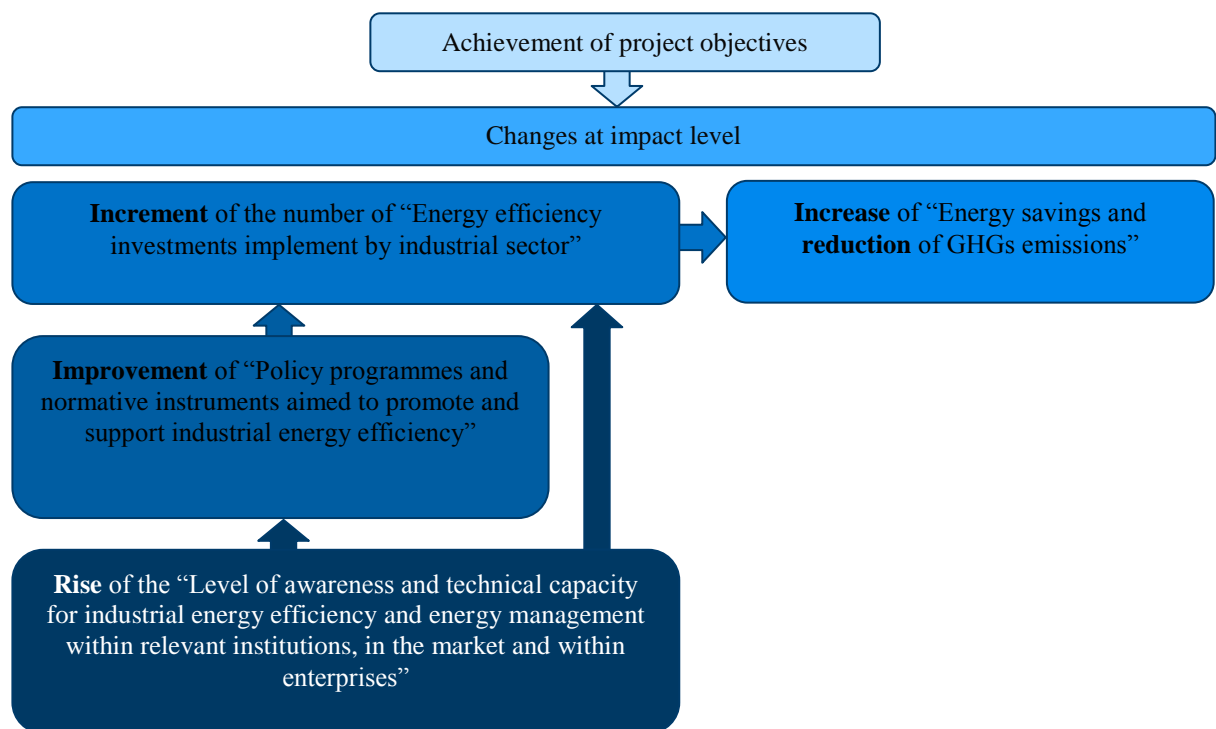 Achievement of project objectives
Changes at impact level
Increment of the number of “Energy efficiency
investments implement by industrial sector”
Increase of “Energy savings and
reduction of GHGs emissions”
Improvement of “Policy programmes and
normative instruments aimed to promote and
support industrial energy efficiency”
Rise of the “Level of awareness and technical capacity
for industrial energy efficiency and energy management
within relevant institutions, in the market and within
enterprises”